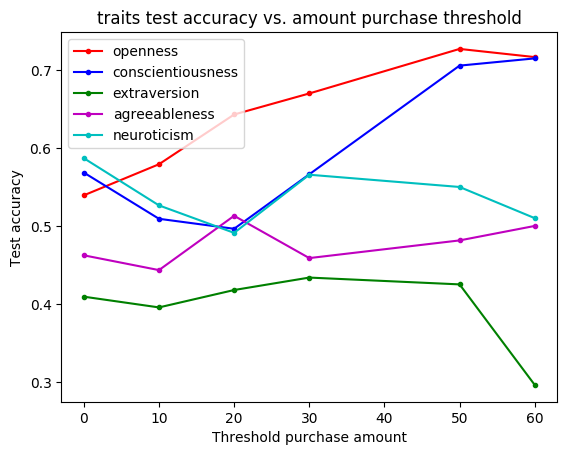 traits test accuracy vs. amount purchase threshold
openness
conscientiousness
extraversion
agreeableness
neuroticism
0.7
0.6
0.5
0.4
0.3
Test accuracy
0 10 20 30 40 50 60
Threshold purchase amount